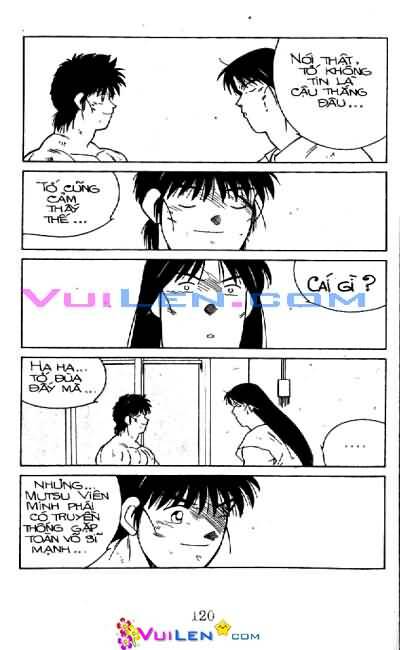 NÓI THẬT,
TỚ KHÔNG
TIN LÀ
CẬU THẮNG
ĐÂU...
TỚ CŨNG
CẢM
THẤY
THẾ...
VUILEN.COM
CÁI GÌ?
HA HA...
TỚ ĐÙA
ĐẤY MÀ...
....
NHƯNG...
MUTSU VIÊN
MINH PHÁI
CÓ TRUYỀN
THỐNG GẶP
TOÀN VÕ SĨ
MẠNH...
120
VUILEN.COM